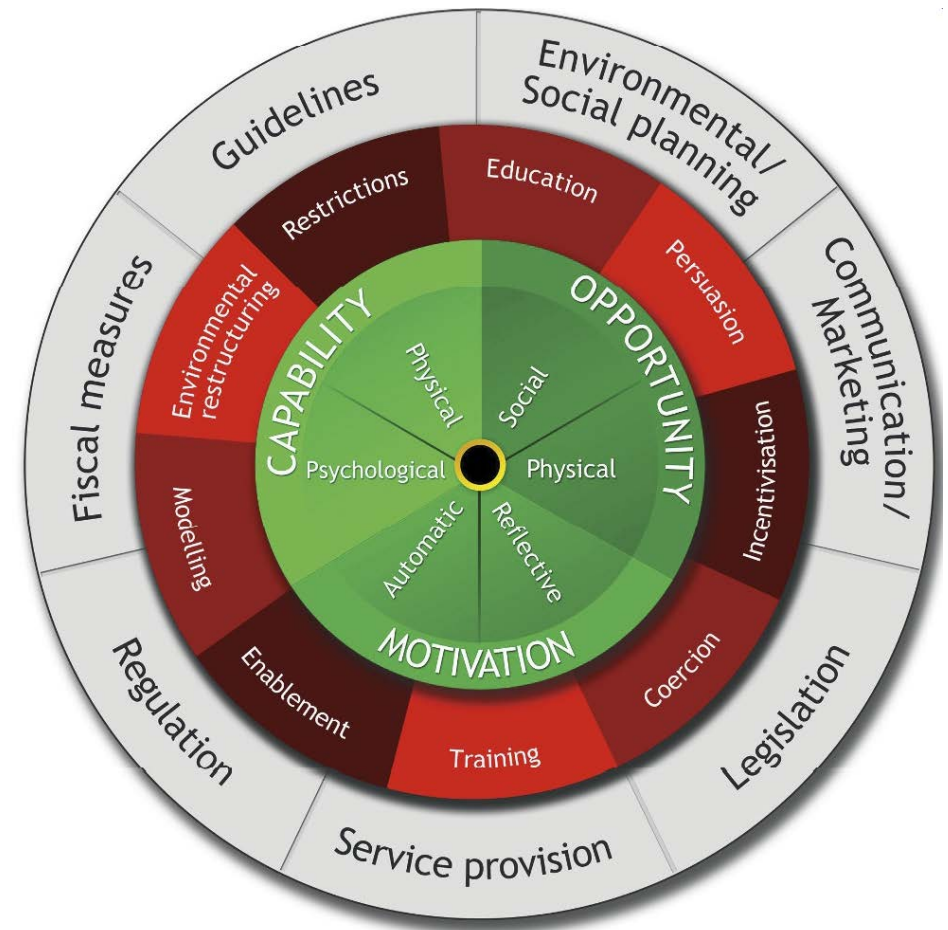 Guidelines
Environmental/
Social planning
Communication/
Marketing
Legislation
Service provision
Regulation
Fiscal measures
Restrictions
Education
Persuasion
Incentivisation
Coercion
Training
Enablement
Modelling
Environmental
restructuring
CAPABILITY
OPPORTUNITY
MOTIVATION
Physical
Social
Psychological
Physical
Automatic
Reflective